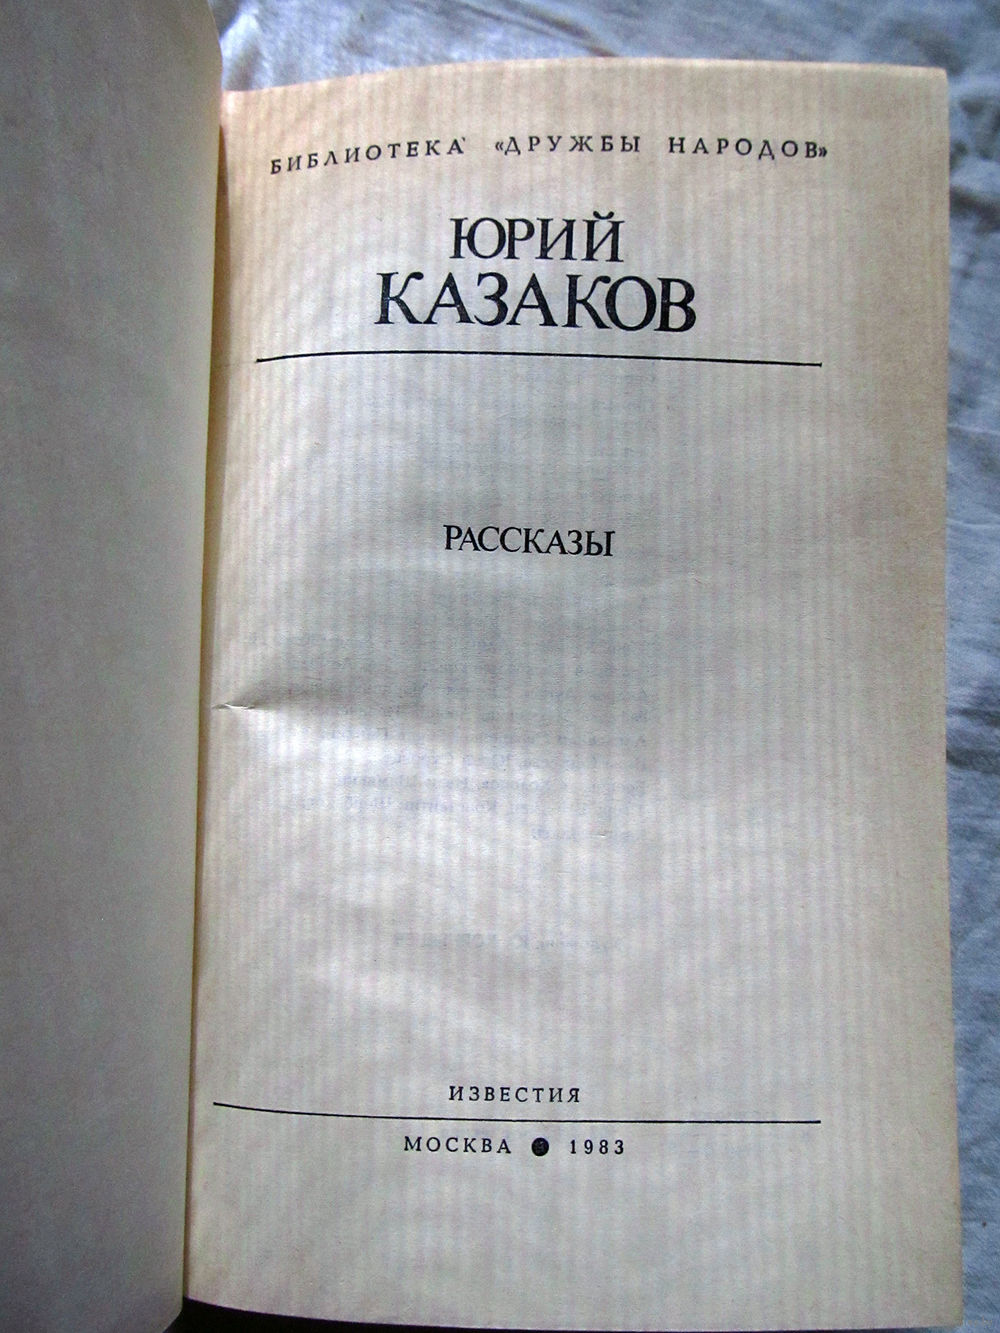 БИБЛИОТЕКА «ДРУЖБЫ НАРОДОВ»
ЮРИЙ
КАЗАКОВ
РАССКАЗЫ
ИЗВЕСТИЯ
МОСКВА ● 1983